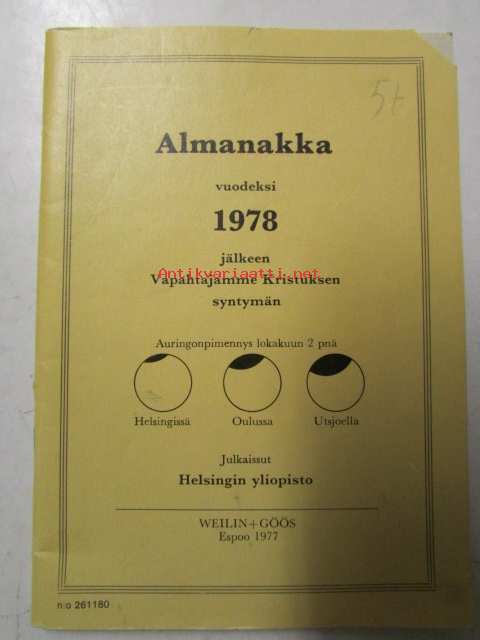 5t
Almanakka
vuodeksi
1978
jälkeen
Antikvariaatti.net
Vapahtajamme Kristuksen
syntymän
Auringonpimennys lokakuun 2 pnä
Helsingissä Oulussa Utsjoella
Julkaissut
Helsingin yliopisto
WEILIN+GÖÖS
Espoo 1977
n:o 261180